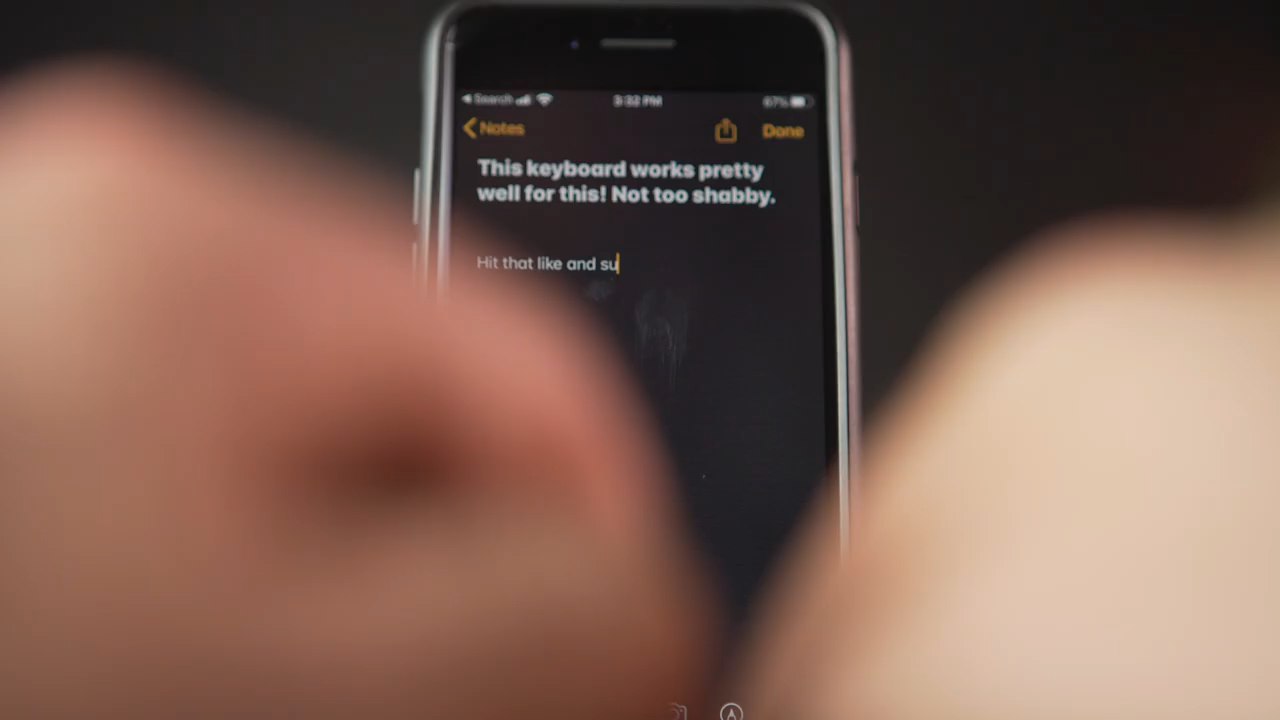 Search 3:32 PM 67%
Notes Done
This keyboard works pretty
well for this! Not too shabby.
Hit that like and su